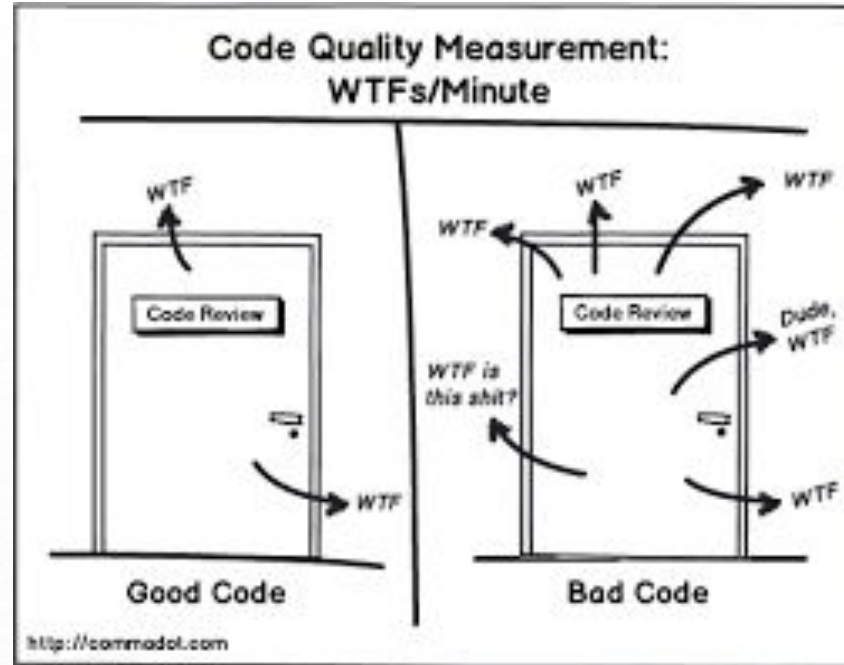 Code Quality Measurement:
WTFs/Minute
WTF
Code Review
WTF
Good Code
WTF
WTF
WTF
Code Review
Dude,
WTF
WTF is
this shit?
WTF
Bad Code
http://commadot.com